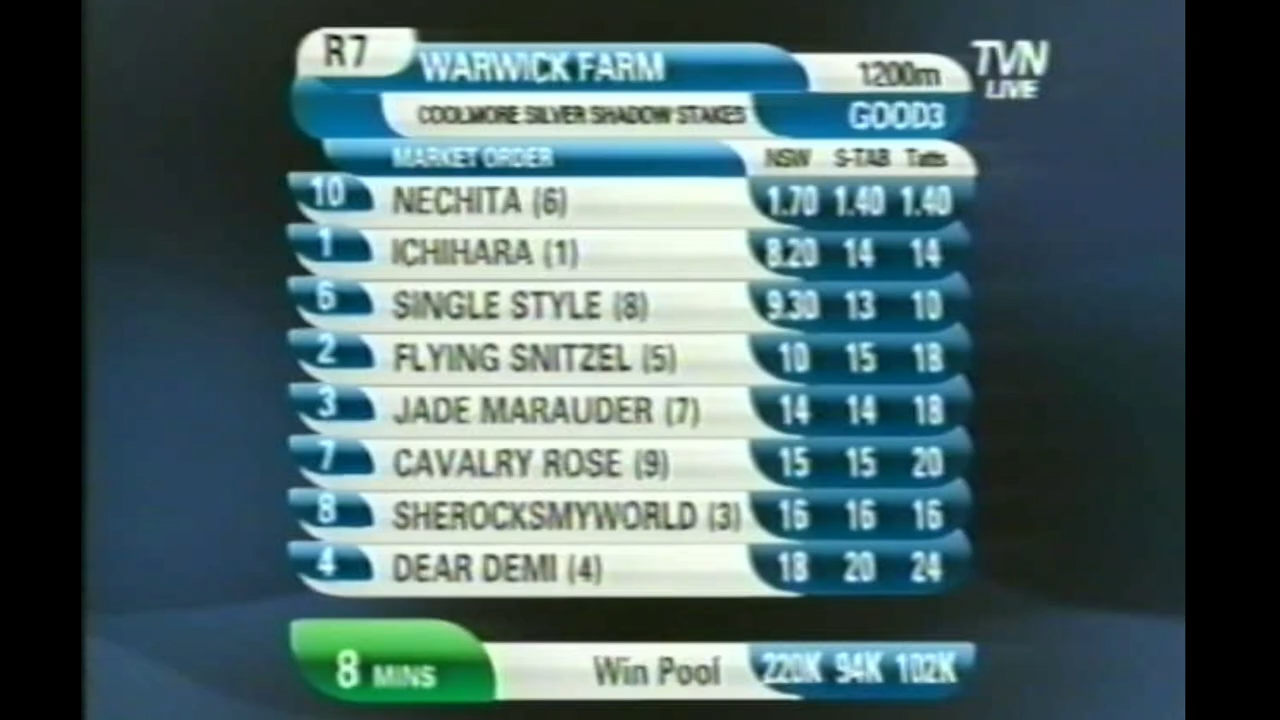 R7 WARWICK FARM 1200m
TVN
LIVE
COOLMORE SILVER SHADOW STAKES GOOD3
MARKET ORDER NSW S-TAB Tatts
10 NECHITA (6) 1.70 1.40 1.40
1 ICHIHARA (1) 8.20 14 14
6 SINGLE STYLE (8) 9.30 13 10
2 FLYING SNITZEL (5) 10 15 18
3 JADE MARAUDER (7) 14 14 18
7 CAVALRY ROSE (9) 15 15 20
8 SHEROCKSMYWORLD (3) 16 16 16
4 DEAR DEMI (4) 18 20 24
8 MINS Win Pool 220K 94K 102K